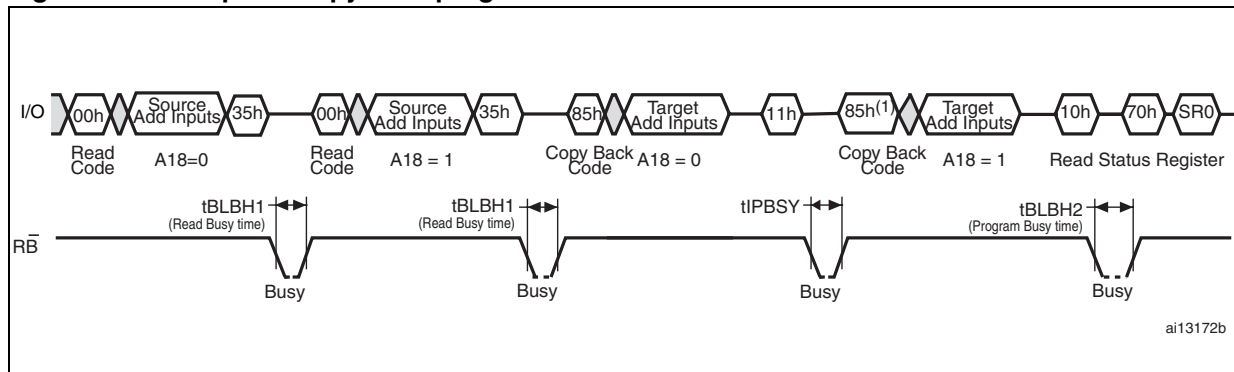 I/O 00h Source Add Inputs 35h 00h Source Add Inputs 35h 85h Target Add Inputs 11h 85h(1) Target Add Inputs 10h 70h SR0
Read Code A18=0 Read Code A18 = 1 Copy Back Code A18 = 0 Copy Back Code A18 = 1 Read Status Register
tBLBH1 (Read Busy time) tBLBH1 (Read Busy time) tIPBSY tBLBH2 (Program Busy time)
RB̅
Busy Busy Busy Busy
ai13172b